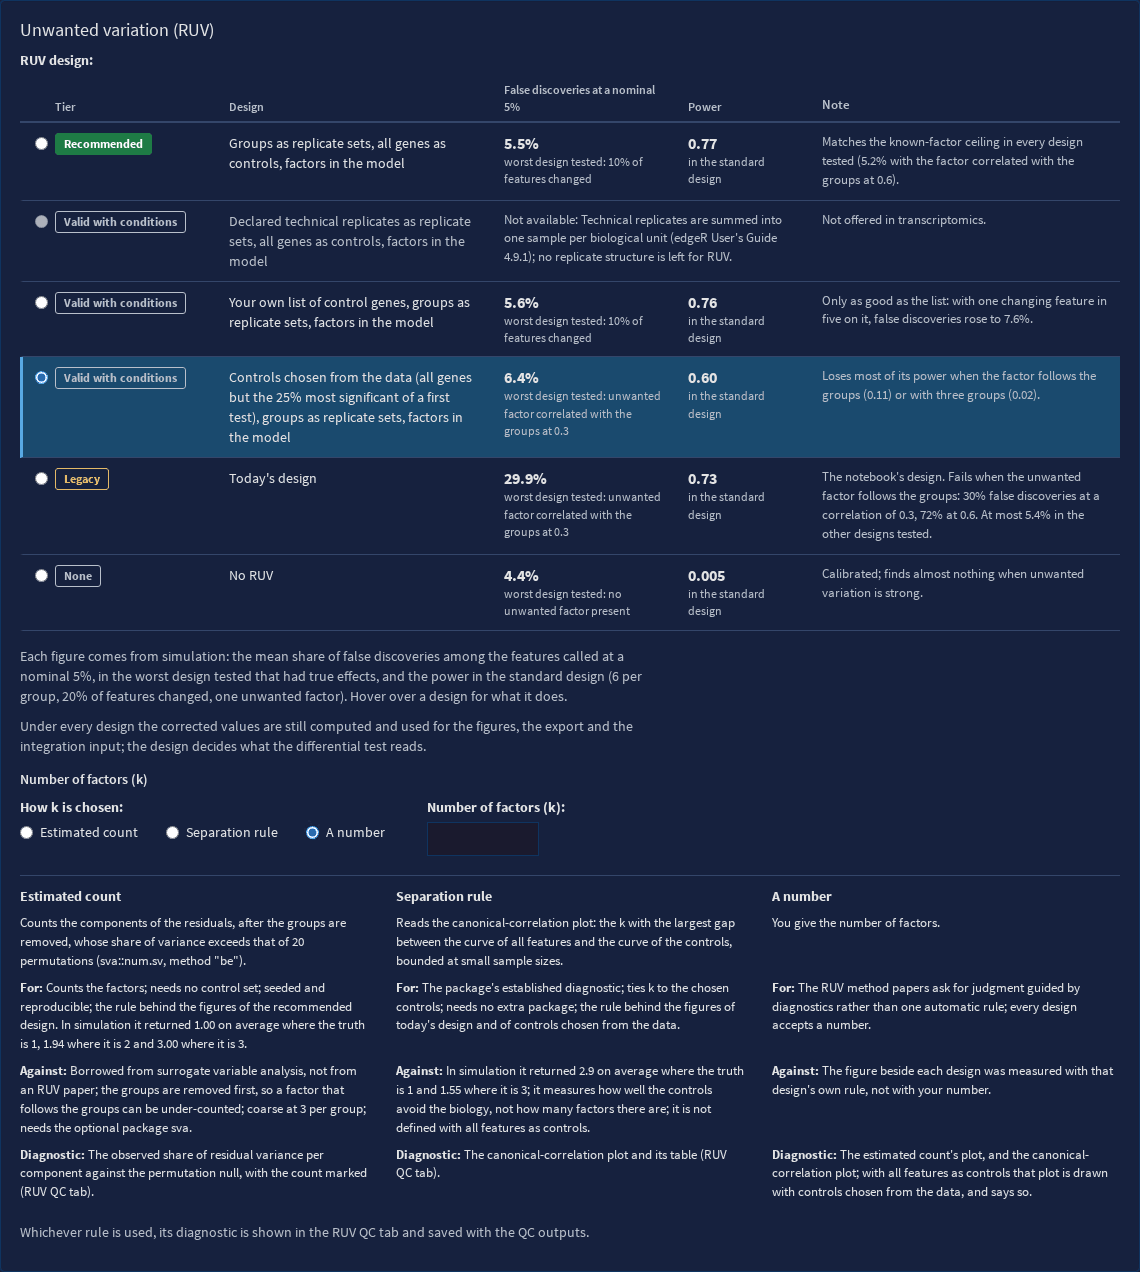 Unwanted variation (RUV)
RUV design:
Tier
Design
False discoveries at a nominal
5%
Power
Note
Recommended
Groups as replicate sets, all genes as
controls, factors in the model
5.5%
worst design tested: 10% of
features changed
0.77
in the standard
design
Matches the known-factor ceiling in every design
tested (5.2% with the factor correlated with the
groups at 0.6).
Valid with conditions
Declared technical replicates as replicate
sets, all genes as controls, factors in the
model
Not available: Technical replicates are summed into
one sample per biological unit (edgeR User's Guide
4.9.1); no replicate structure is left for RUV.
Not offered in transcriptomics.
Valid with conditions
Your own list of control genes, groups as
replicate sets, factors in the model
5.6%
worst design tested: 10% of
features changed
0.76
in the standard
design
Only as good as the list: with one changing feature in
five on it, false discoveries rose to 7.6%.
Valid with conditions
Controls chosen from the data (all genes
but the 25% most significant of a first
test), groups as replicate sets, factors in
the model
6.4%
worst design tested: unwanted
factor correlated with the
groups at 0.3
0.60
in the standard
design
Loses most of its power when the factor follows the
groups (0.11) or with three groups (0.02).
Legacy
Today's design
29.9%
worst design tested: unwanted
factor correlated with the
groups at 0.3
0.73
in the standard
design
The notebook's design. Fails when the unwanted
factor follows the groups: 30% false discoveries at a
correlation of 0.3, 72% at 0.6. At most 5.4% in the
other designs tested.
None
No RUV
4.4%
worst design tested: no
unwanted factor present
0.005
in the standard
design
Calibrated; finds almost nothing when unwanted
variation is strong.
Each figure comes from simulation: the mean share of false discoveries among the features called at a
nominal 5%, in the worst design tested that had true effects, and the power in the standard design (6 per
group, 20% of features changed, one unwanted factor). Hover over a design for what it does.
Under every design the corrected values are still computed and used for the figures, the export and the
integration input; the design decides what the differential test reads.
Number of factors (k)
How k is chosen:
Estimated count
Separation rule
A number
Number of factors (k):
Estimated count
Counts the components of the residuals, after the groups are
removed, whose share of variance exceeds that of 20
permutations (sva::num.sv, method "be").
For: Counts the factors; needs no control set; seeded and
reproducible; the rule behind the figures of the recommended
design. In simulation it returned 1.00 on average where the truth
is 1, 1.94 where it is 2 and 3.00 where it is 3.
Against: Borrowed from surrogate variable analysis, not from
an RUV paper; the groups are removed first, so a factor that
follows the groups can be under-counted; coarse at 3 per group;
needs the optional package sva.
Diagnostic: The observed share of residual variance per
component against the permutation null, with the count marked
(RUV QC tab).
Separation rule
Reads the canonical-correlation plot: the k with the largest gap
between the curve of all features and the curve of the controls,
bounded at small sample sizes.
For: The package's established diagnostic; ties k to the chosen
controls; needs no extra package; the rule behind the figures of
today's design and of controls chosen from the data.
Against: In simulation it returned 2.9 on average where the truth
is 1 and 1.55 where it is 3; it measures how well the controls
avoid the biology, not how many factors there are; it is not
defined with all features as controls.
Diagnostic: The canonical-correlation plot and its table (RUV
QC tab).
A number
You give the number of factors.
For: The RUV method papers ask for judgment guided by
diagnostics rather than one automatic rule; every design
accepts a number.
Against: The figure beside each design was measured with that
design's own rule, not with your number.
Diagnostic: The estimated count's plot, and the canonical-
correlation plot; with all features as controls that plot is drawn
with controls chosen from the data, and says so.
Whichever rule is used, its diagnostic is shown in the RUV QC tab and saved with the QC outputs.